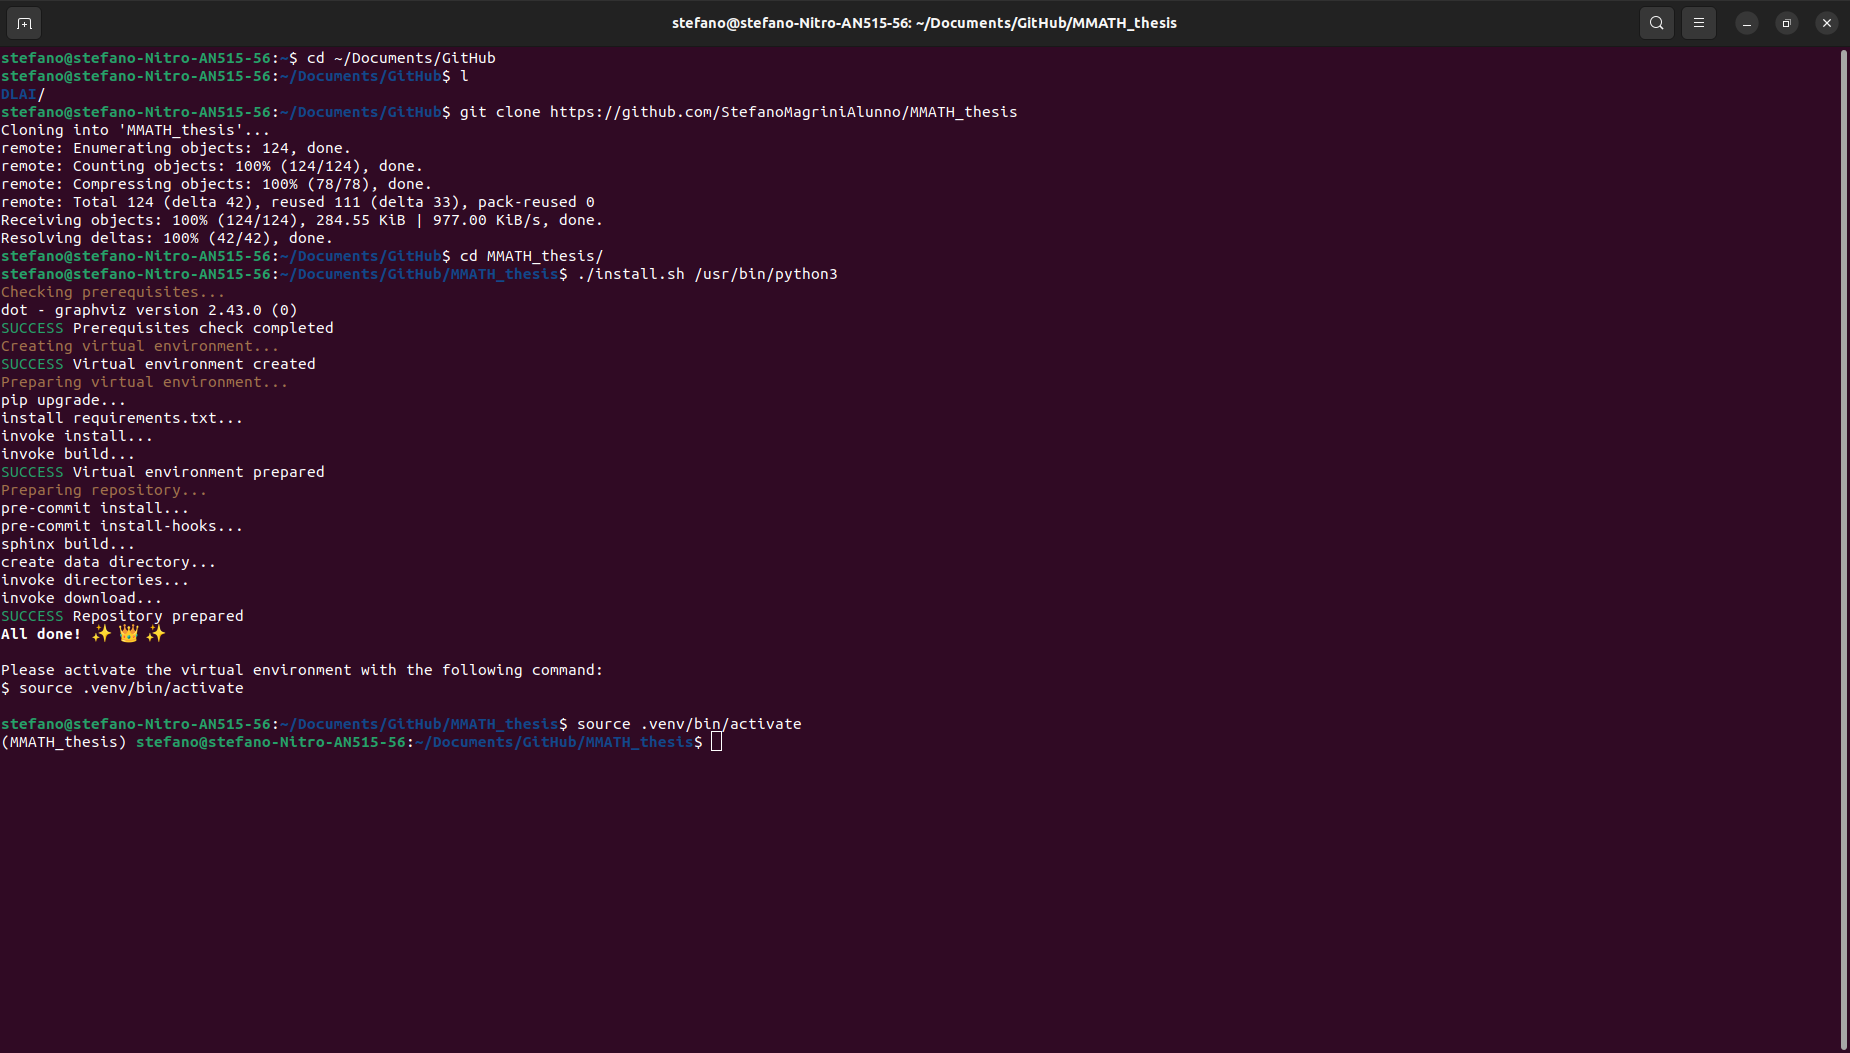 stefano@stefano-Nitro-AN515-56: ~/Documents/GitHub/MMATH_thesis
stefano@stefano-Nitro-AN515-56:~$ cd ~/Documents/GitHub
stefano@stefano-Nitro-AN515-56:~/Documents/GitHub$ l
DLAI/
stefano@stefano-Nitro-AN515-56:~/Documents/GitHub$ git clone https://github.com/StefanoMagriniAlunno/MMATH_thesis
Cloning into 'MMATH_thesis'...
remote: Enumerating objects: 124, done.
remote: Counting objects: 100% (124/124), done.
remote: Compressing objects: 100% (78/78), done.
remote: Total 124 (delta 42), reused 111 (delta 33), pack-reused 0
Receiving objects: 100% (124/124), 284.55 KiB | 977.00 KiB/s, done.
Resolving deltas: 100% (42/42), done.
stefano@stefano-Nitro-AN515-56:~/Documents/GitHub$ cd MMATH_thesis/
stefano@stefano-Nitro-AN515-56:~/Documents/GitHub/MMATH_thesis$ ./install.sh /usr/bin/python3
Checking prerequisites...
dot - graphviz version 2.43.0 (0)
SUCCESS Prerequisites check completed
Creating virtual environment...
SUCCESS Virtual environment created
Preparing virtual environment...
pip upgrade...
install requirements.txt...
invoke install...
invoke build...
SUCCESS Virtual environment prepared
Preparing repository...
pre-commit install...
pre-commit install-hooks...
sphinx build...
create data directory...
invoke directories...
invoke download...
SUCCESS Repository prepared
All done! ✨ 👑 ✨
Please activate the virtual environment with the following command:
$ source .venv/bin/activate
stefano@stefano-Nitro-AN515-56:~/Documents/GitHub/MMATH_thesis$ source .venv/bin/activate
(MMATH_thesis) stefano@stefano-Nitro-AN515-56:~/Documents/GitHub/MMATH_thesis$